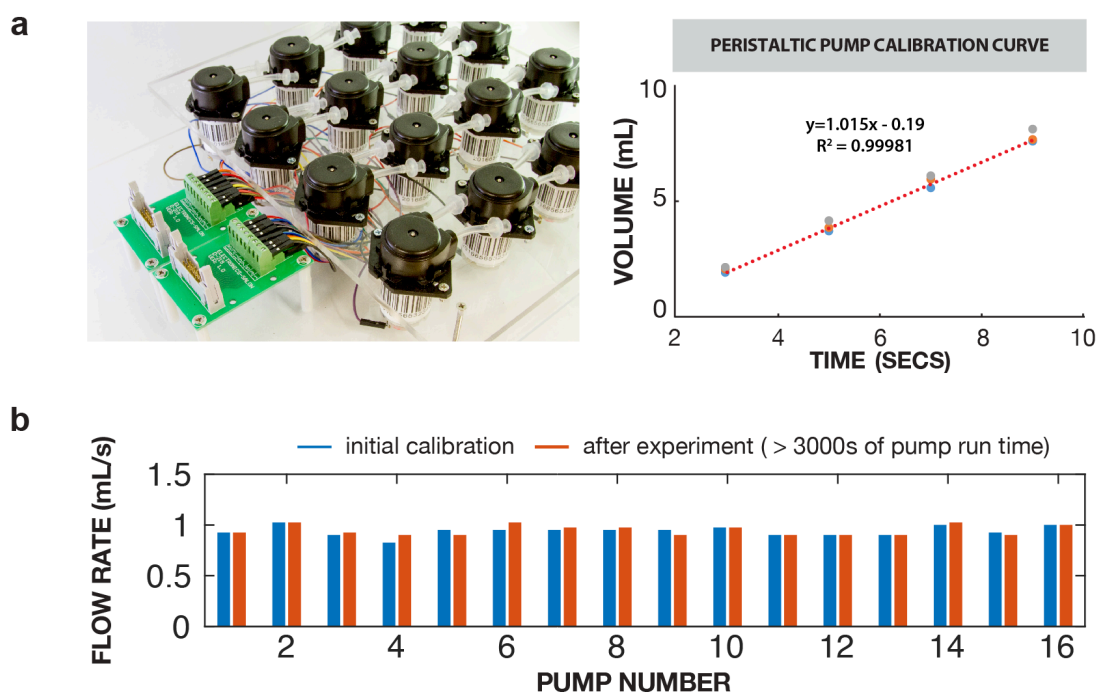 a
PERISTALTIC PUMP CALIBRATION CURVE
10
y=1.015x - 0.19
R² = 0.99981
VOLUME (mL)
5
0
2
4
6
8
10
TIME (SECS)
b
initial calibration
after experiment ( > 3000s of pump run time)
FLOW RATE (mL/s)
1.5
1
0.5
0
2
4
6
8
10
12
14
16
PUMP NUMBER